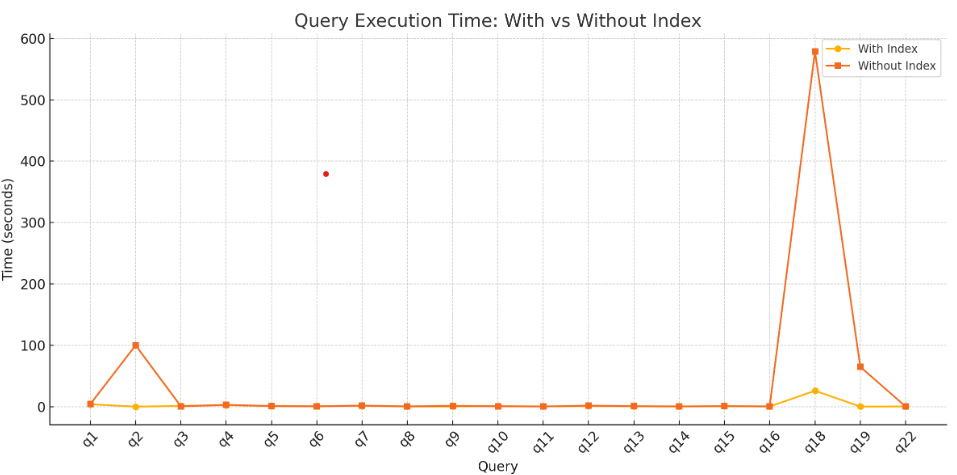 Query Execution Time: With vs Without Index
With Index
Without Index
Time (seconds)
600
500
400
300
200
100
0
q1 q2 q3 q4 q5 q6 q7 q8 q9 q10 q11 q12 q13 q14 q15 q16 q18 q19 q22
Query